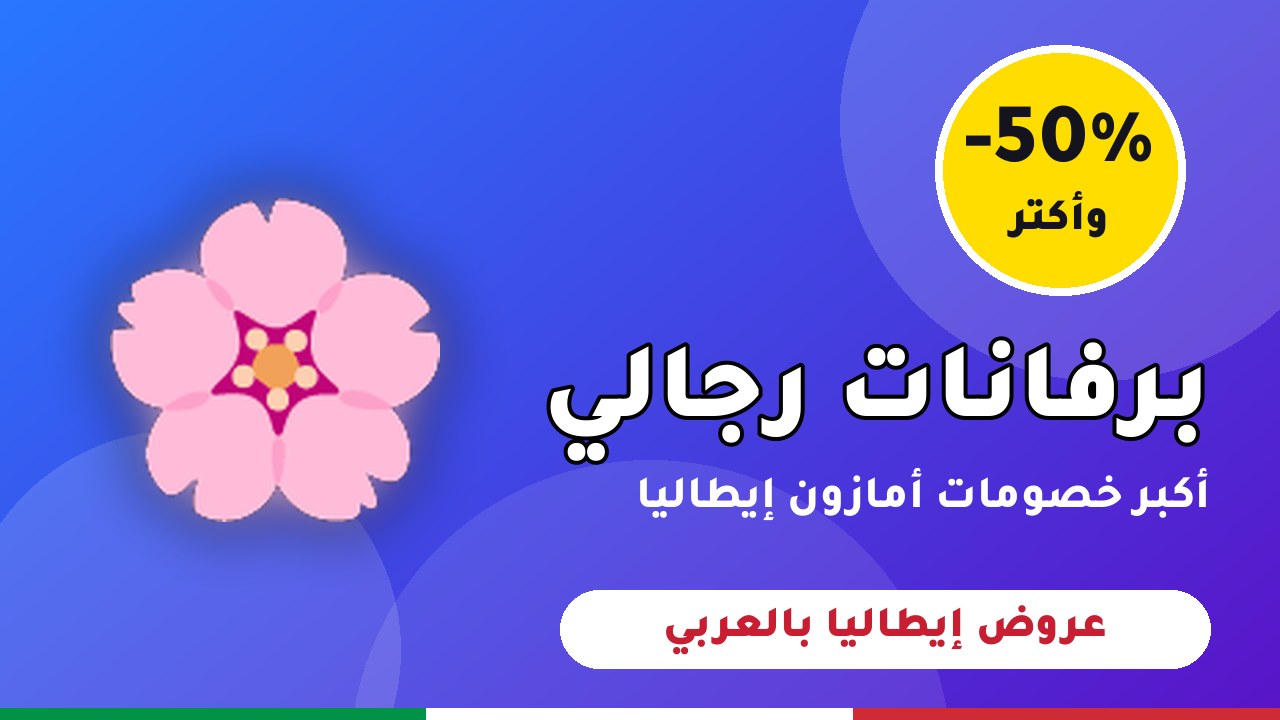 -50%
وأكتر
برفانات رجالي
أكبر خصومات أمازون إيطاليا
عروض إيطاليا بالعربي